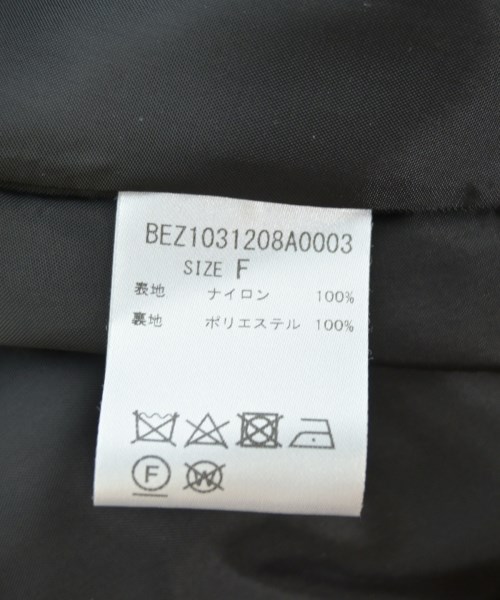 BEZ1031208A0003
SIZE F
表地 ナイロン 100%
裏地 ポリエステル 100%
F W